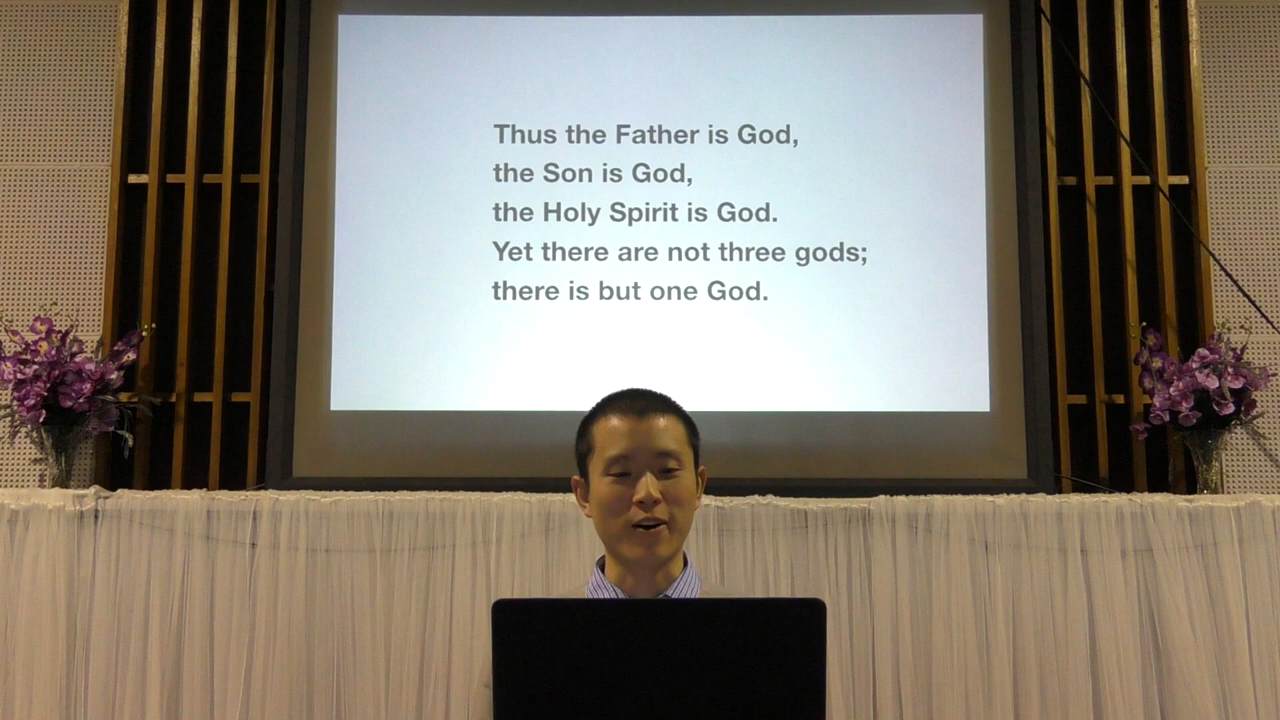 Thus the Father is God,
the Son is God,
the Holy Spirit is God.
Yet there are not three gods;
there is but one God.